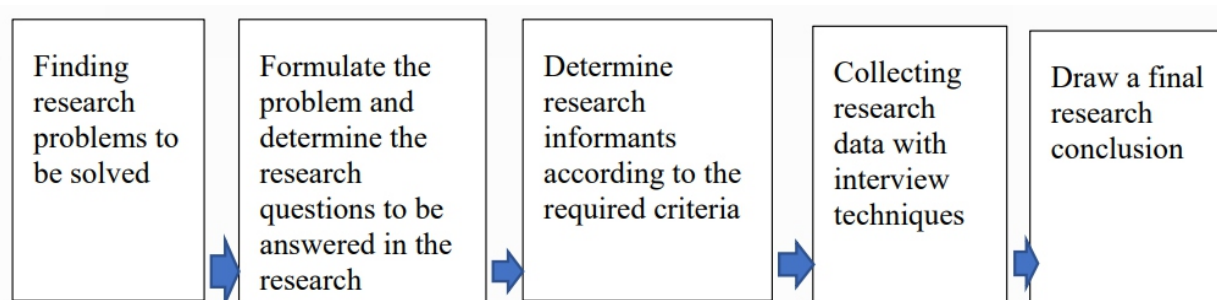 Finding
research
problems to
be solved
Formulate the
problem and
determine the
research
questions to be
answered in the
research
Determine
research
informants
according to the
required criteria
Collecting
research
data with
interview
techniques
Draw a final
research
conclusion